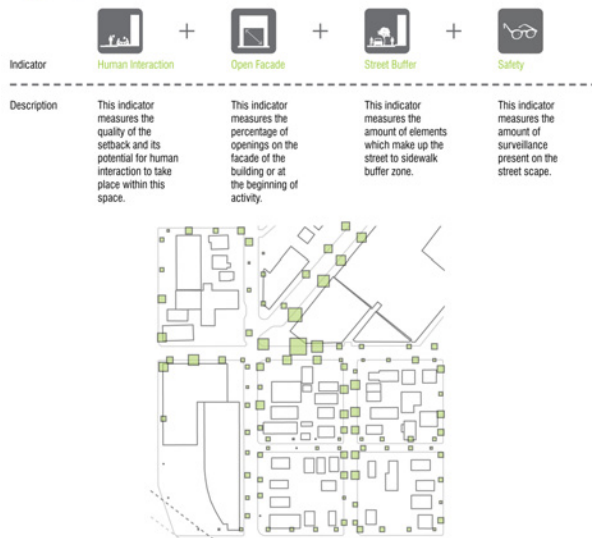 Indicator
Human Interaction
+
Open Facade
+
Street Buffer
+
Safety
Description
This indicator
measures the
quality of the
setback and its
potential for human
interaction to take
place within this
space.
This indicator
measures the
percentage of
openings on the
facade of the
building or at
the beginning of
activity.
This indicator
measures the
amount of elements
which make up the
street to sidewalk
buffer zone.
This indicator
measures the
amount of
surveillance
present on the
street scape.